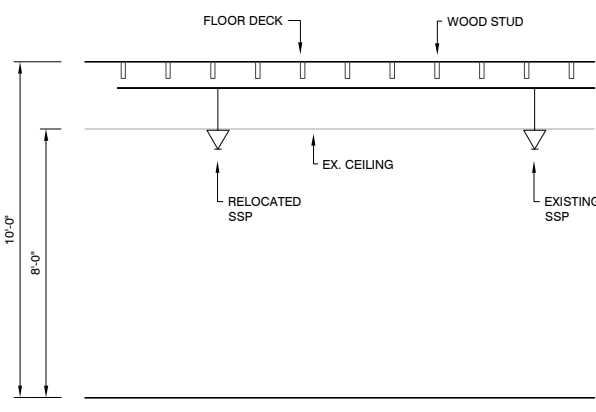 FLOOR DECK
WOOD STUD
EX. CEILING
RELOCATED
SSP
EXISTING
SSP
10'-0"
8'-0"